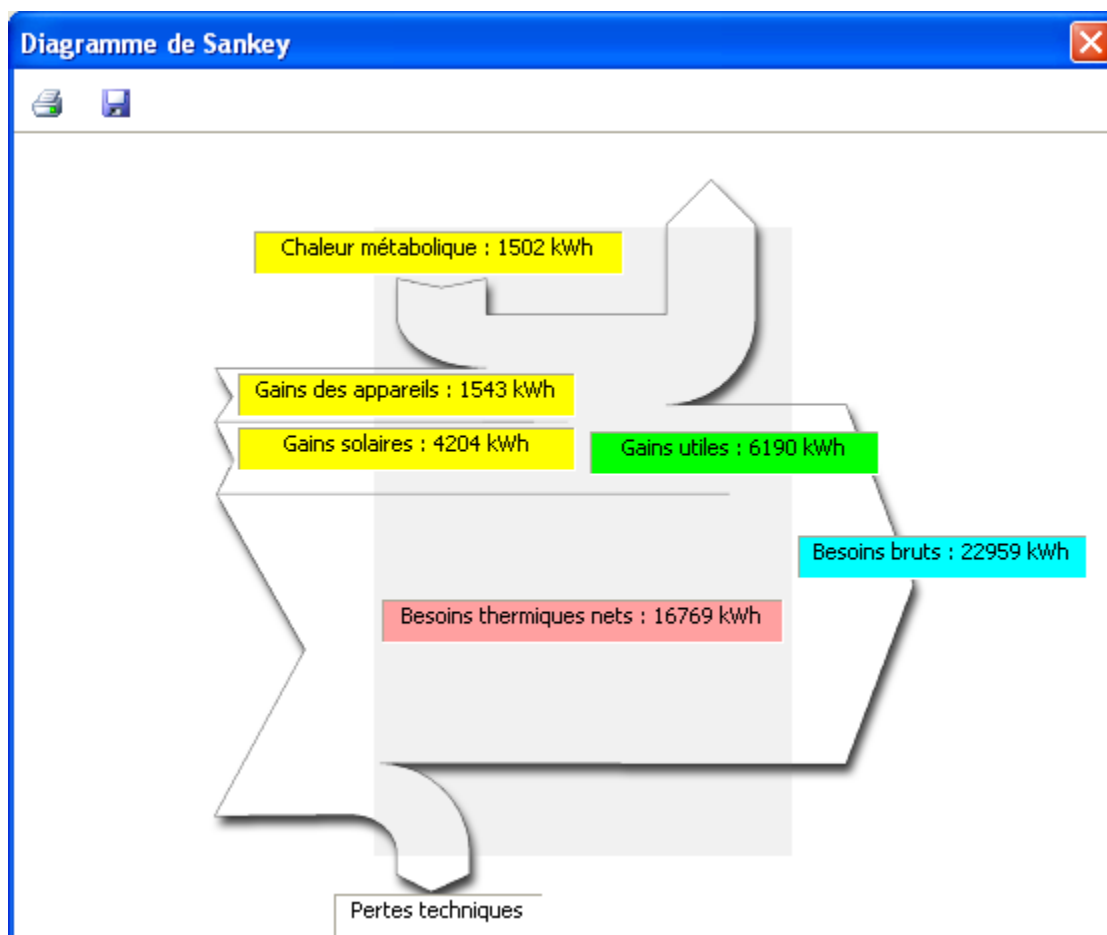 Diagramme de Sankey
Chaleur métabolique : 1502 kWh
Gains des appareils : 1543 kWh
Gains solaires : 4204 kWh
Gains utiles : 6190 kWh
Besoins bruts : 22959 kWh
Besoins thermiques nets : 16769 kWh
Pertes techniques